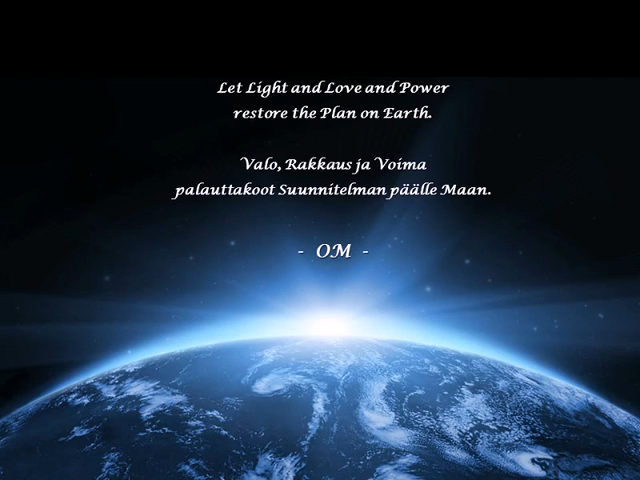 Let Light and Love and Power
restore the Plan on Earth.
Valo, Rakkaus ja Voima
palauttakoot Suunnitelman päälle Maan.
- OM -